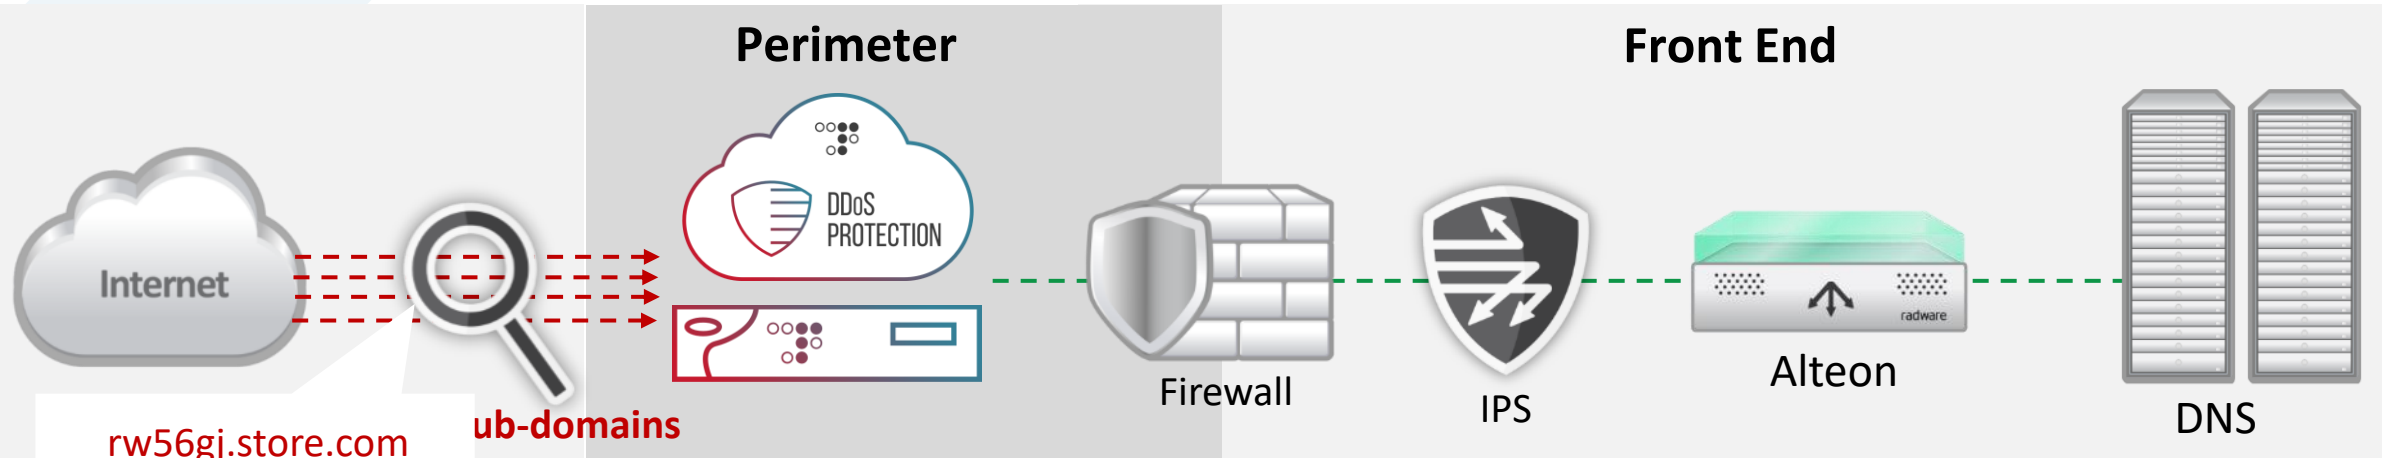 Perimeter
Front End
Internet
DDoS
PROTECTION
radware
Firewall
IPS
Alteon
DNS
ub-domains
rw56gj.store.com